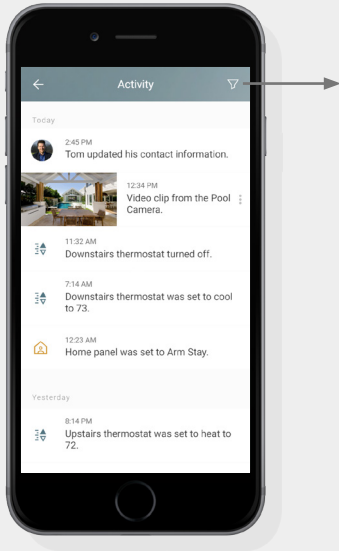 Activity
Today
2:45 PM
Tom updated his contact information.
12:34 PM
Video clip from the Pool
Camera.
11:32 AM
Downstairs thermostat turned off.
7:14 AM
Downstairs thermostat was set to cool
to 73.
12:23 AM
Home panel was set to Arm Stay.
Yesterday
8:14 PM
Upstairs thermostat was set to heat to
72.